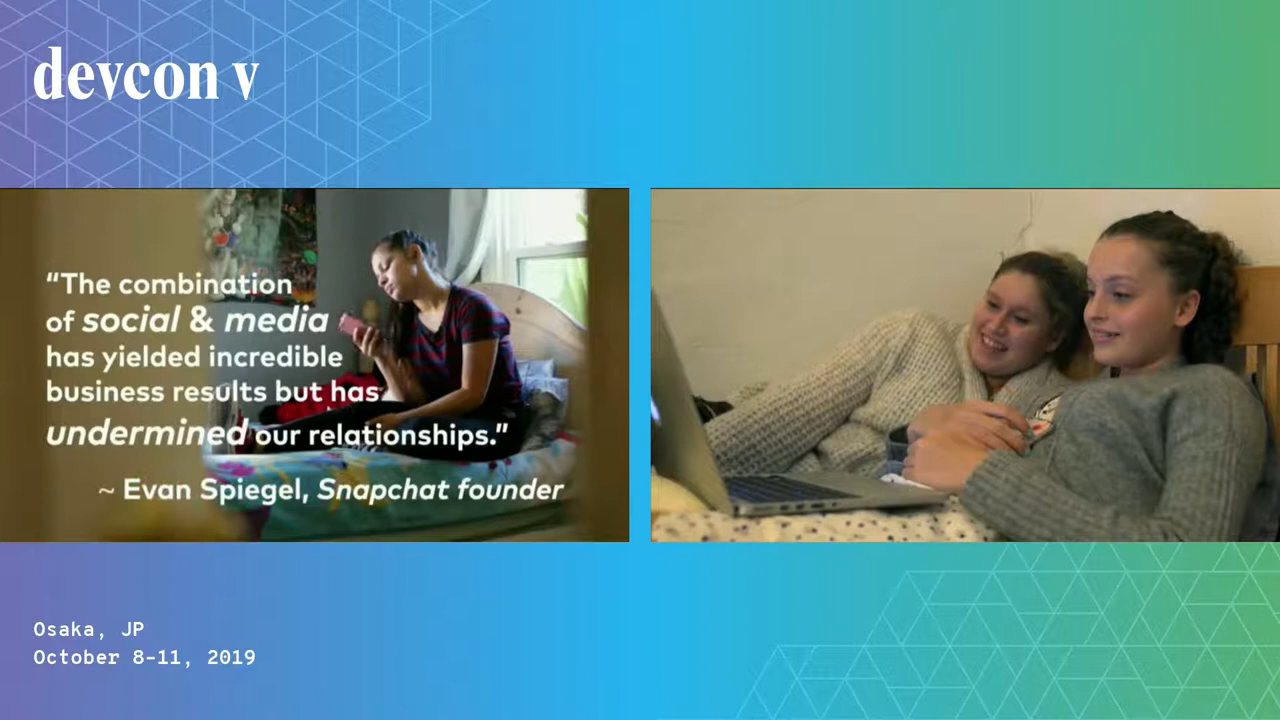 devcon v
“The combination
of social & media
has yielded incredible
business results but has
undermined our relationships.”
~ Evan Spiegel, Snapchat founder
Osaka, JP
October 8-11, 2019